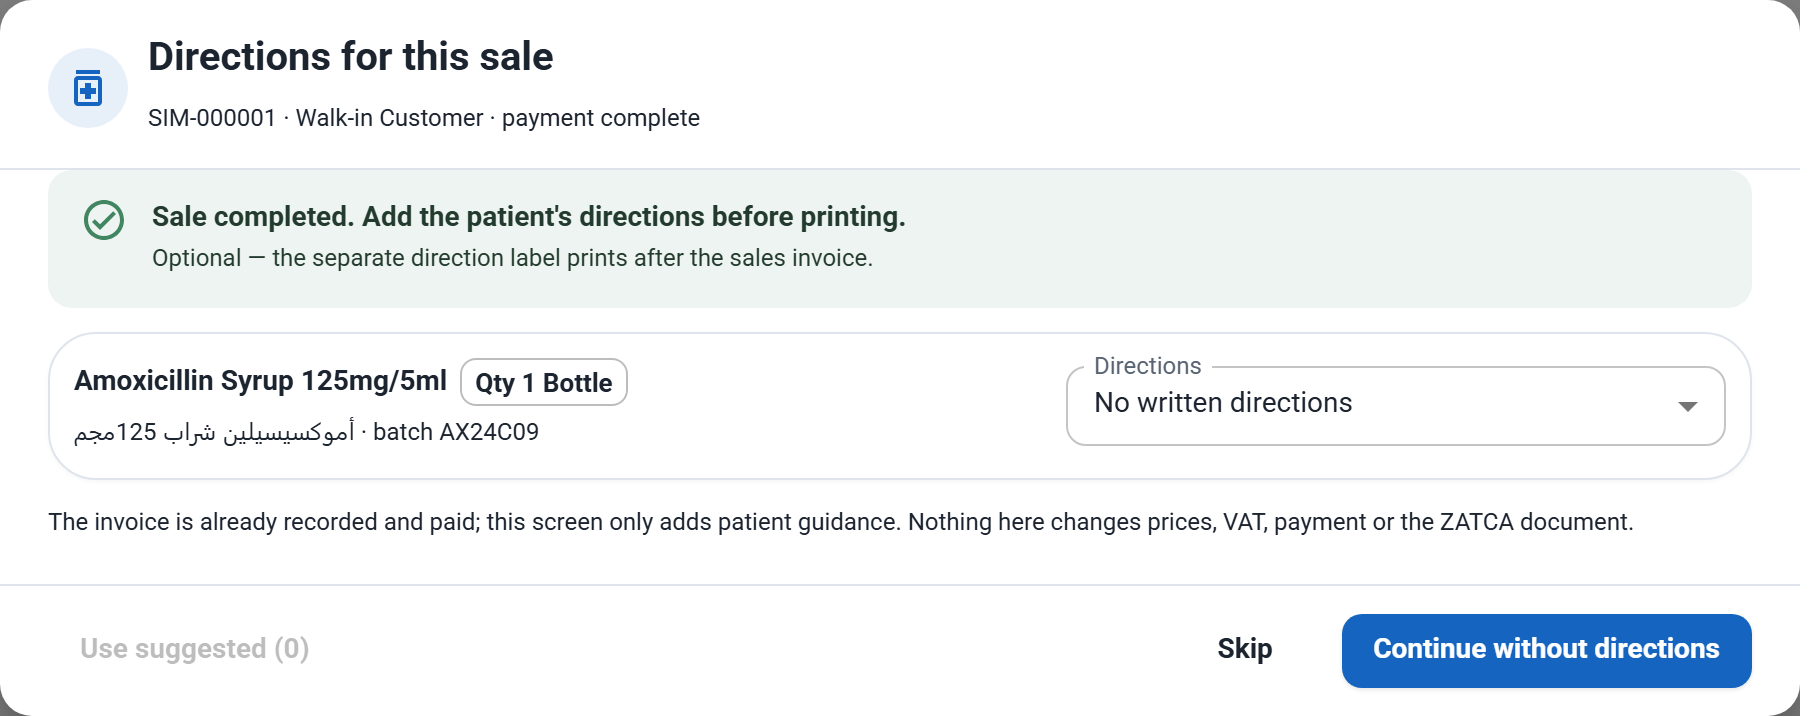 Directions for this sale
SIM-000001 · Walk-in Customer · payment complete
Sale completed. Add the patient's directions before printing.
Optional — the separate direction label prints after the sales invoice.
Amoxicillin Syrup 125mg/5ml
Qty 1 Bottle
أموكسيسيلين شراب 125مجم · batch AX24C09
Directions
No written directions
The invoice is already recorded and paid; this screen only adds patient guidance. Nothing here changes prices, VAT, payment or the ZATCA document.
Use suggested (0)
Skip
Continue without directions